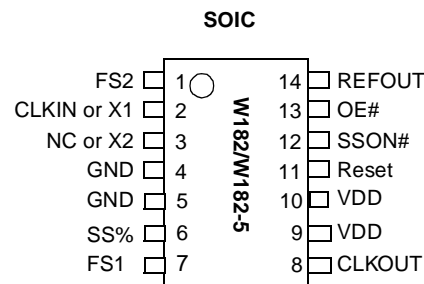 SOIC
FS2 1 14 REFOUT
CLKIN or X1 2 13 OE#
NC or X2 3 12 SSON#
GND 4 11 Reset
GND 5 10 VDD
SS% 6 9 VDD
FS1 7 8 CLKOUT
W182/W182-5